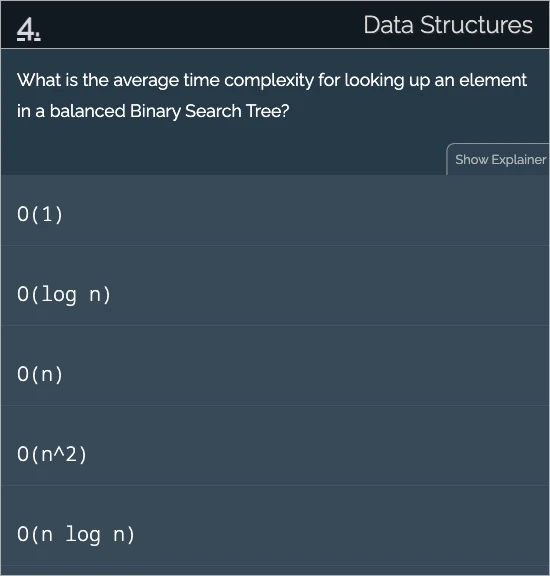 4.
Data Structures
What is the average time complexity for looking up an element
in a balanced Binary Search Tree?
Show Explainer
O(1)
O(log n)
O(n)
O(n^2)
O(n log n)